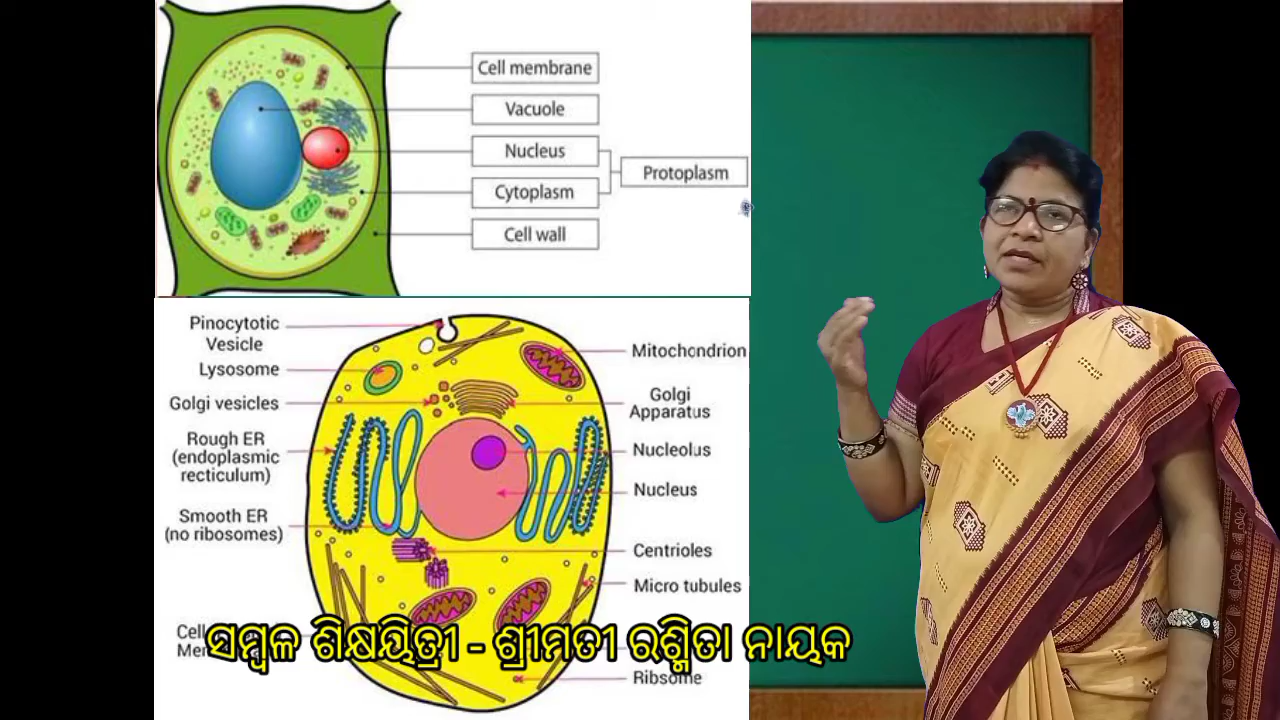 Cell membrane
Vacuole
Nucleus
Protoplasm
Cytoplasm
Cell wall
Pinocytotic
Vesicle
Lysosome
Golgi vesicles
Rough ER
(endoplasmic
recticulum)
Smooth ER
(no ribosomes)
Cell
Mitochondrion
Golgi
Apparatus
Nucleolus
Nucleus
Centrioles
Micro tubules
Ribsome
ସମ୍ବଳ ଶିକ୍ଷୟିତ୍ରୀ - ଶ୍ରୀମତୀ ରଶ୍ମିତା ନାୟକ